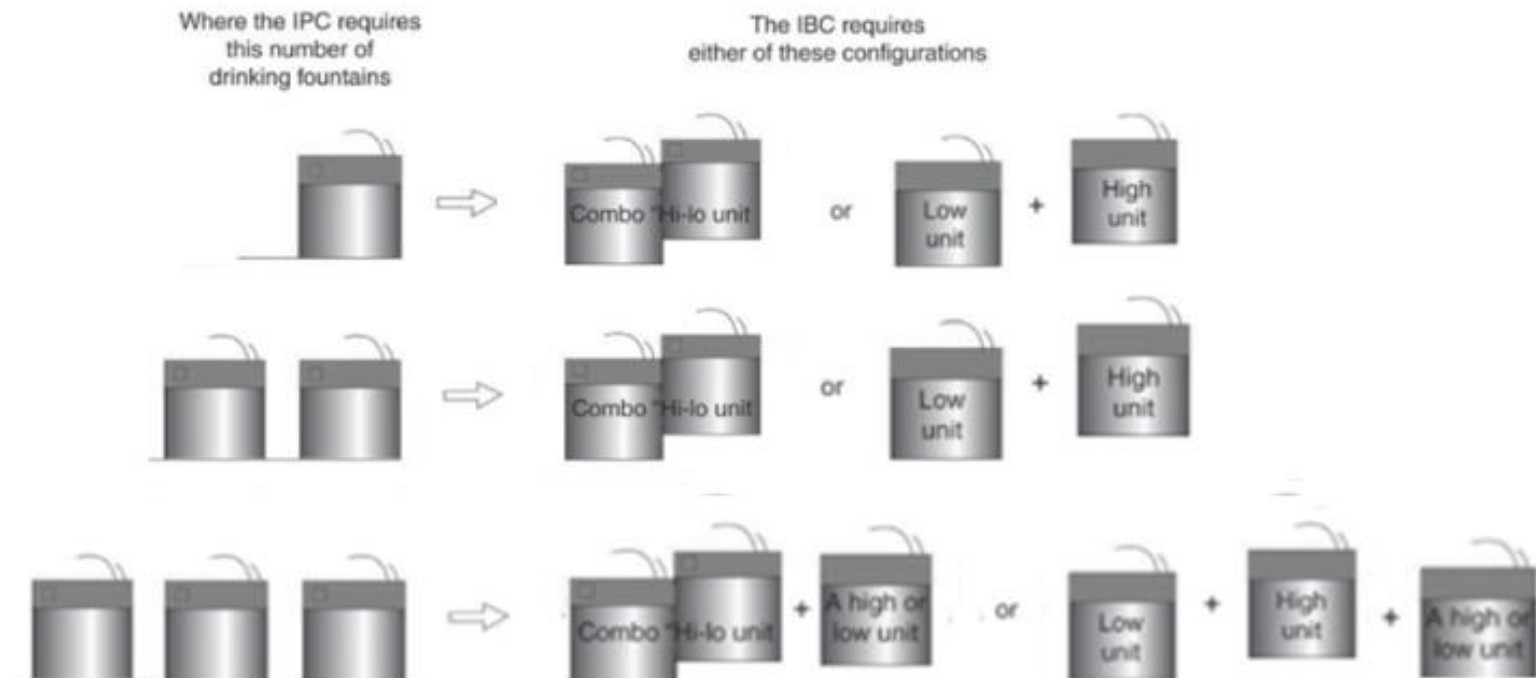 Where the IPC requires
this number of
drinking fountains
The IBC requires
either of these configurations
Combo "Hi-lo unit
or
Low
unit
+
High
unit
Combo "Hi-lo unit
or
Low
unit
+
High
unit
Combo "Hi-lo unit
+
A high or
low unit
or
Low
unit
+
High
unit
+
A high or
low unit